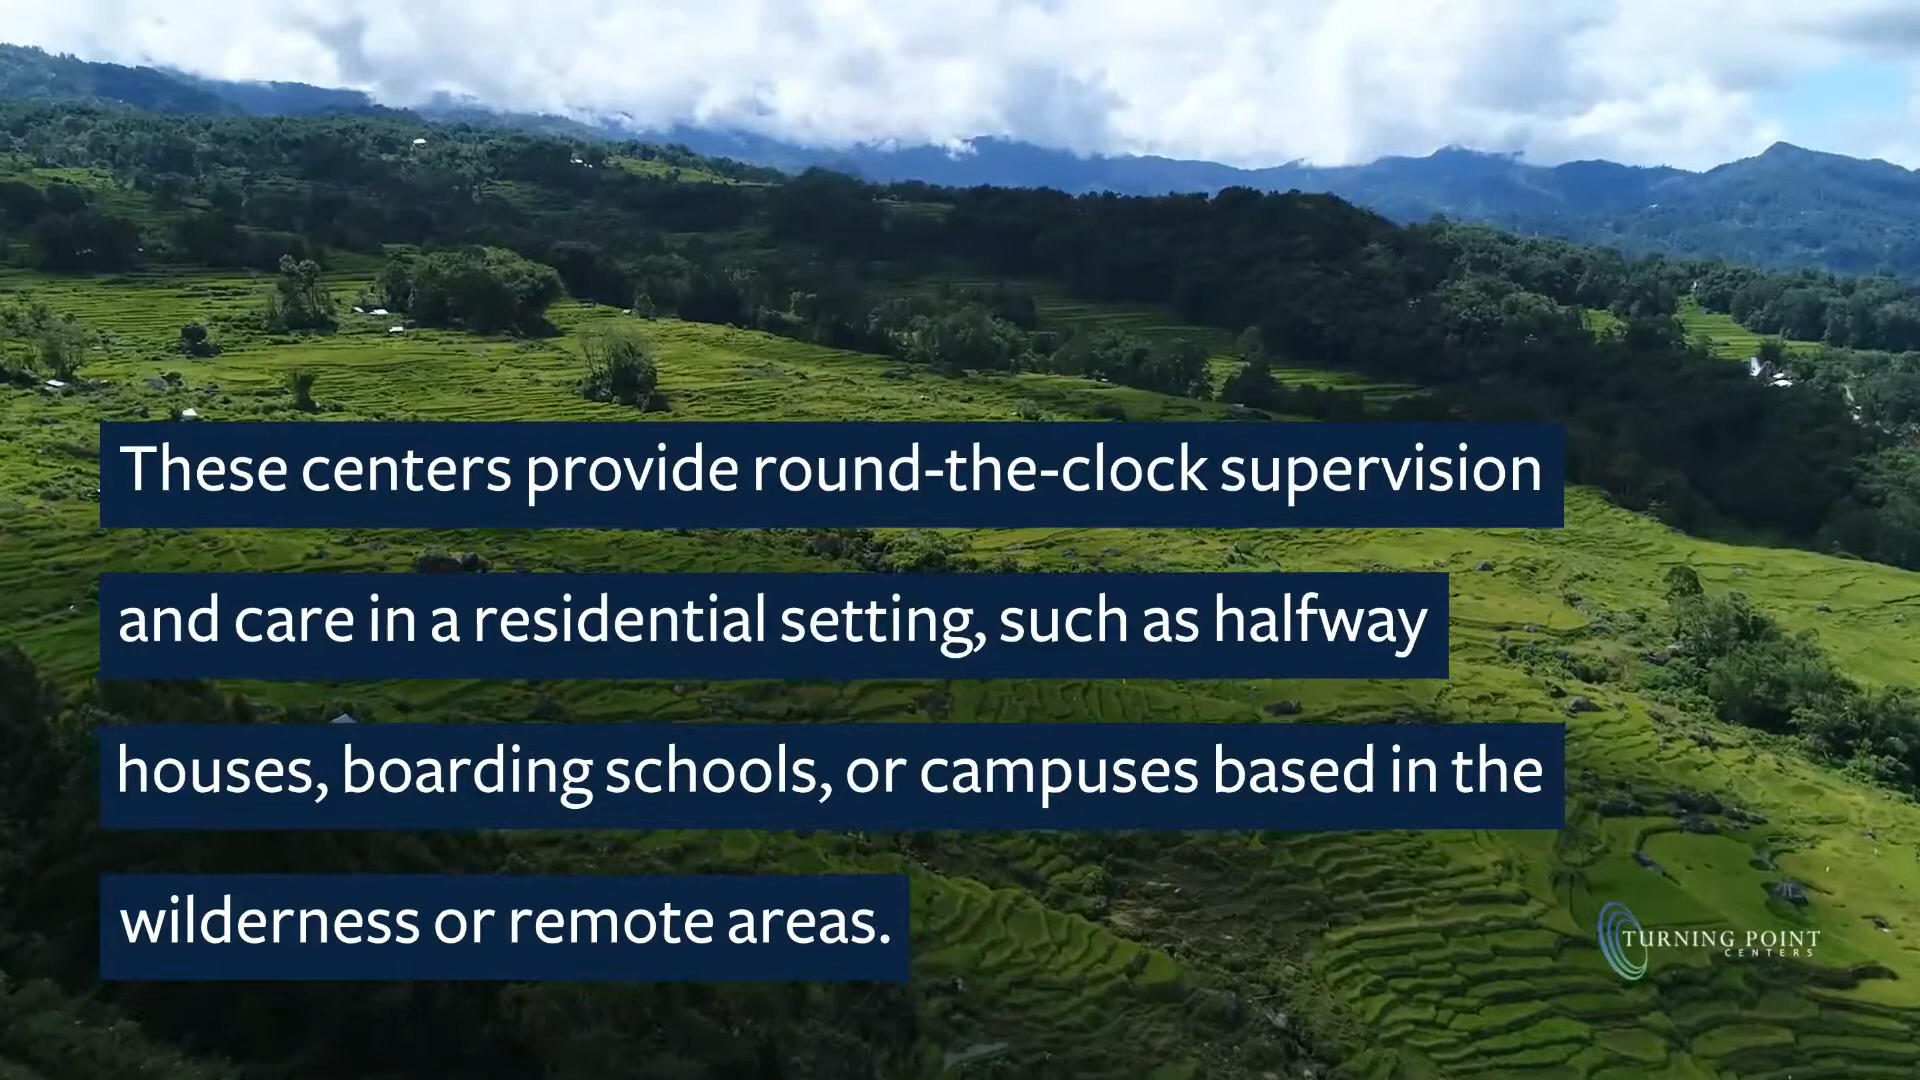 These centers provide round-the-clock supervision
and care in a residential setting, such as halfway
houses, boarding schools, or campuses based in the
wilderness or remote areas.
TURNING POINT
CENTERS